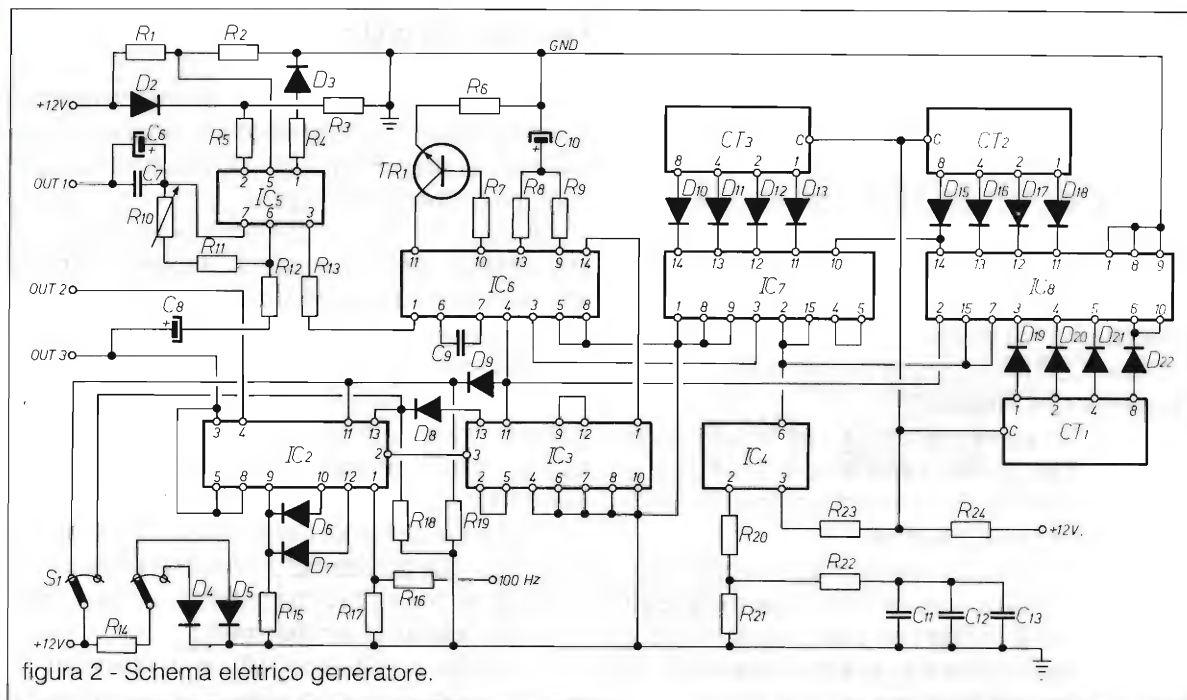 R1 R2 GND
+12V D2 D3 R3 R6
C6 + R5 R4 C10 +
OUT 1 C7 TR1 R7 R8 R9
2 5 1
IC5
7 6 3
R10 R11 R12 R13
OUT 2
C8 +
OUT 3
11 10 13 9 14
IC6
1 6 7 4 3 5 8
C9 D9
CT3 C
8 4 2 1
D10 D11 D12 D13
14 13 12 11 10
IC7
1 8 9 3 2 15 4 5
C CT2
8 4 2 1
D15 D16 D17 D18
14 13 12 11 1 8 9
IC8
2 15 7 3 4 5 6 10
D19 D20 D21 D22
1 2 4 8
C CT1
3 4 11 13
IC2 2
5 8 9 10 12 1
D8
13 11 9 12 1
3 IC3
2 5 4 6 7 8 10
6
IC4
2 3
D6
D7
R18 R19
R20 R23 R24 +12V.
S1 D4 D5
R15 R17 R16 100 Hz
R22
R21 C11 C12 C13
+12V R14
figura 2 - Schema elettrico generatore.